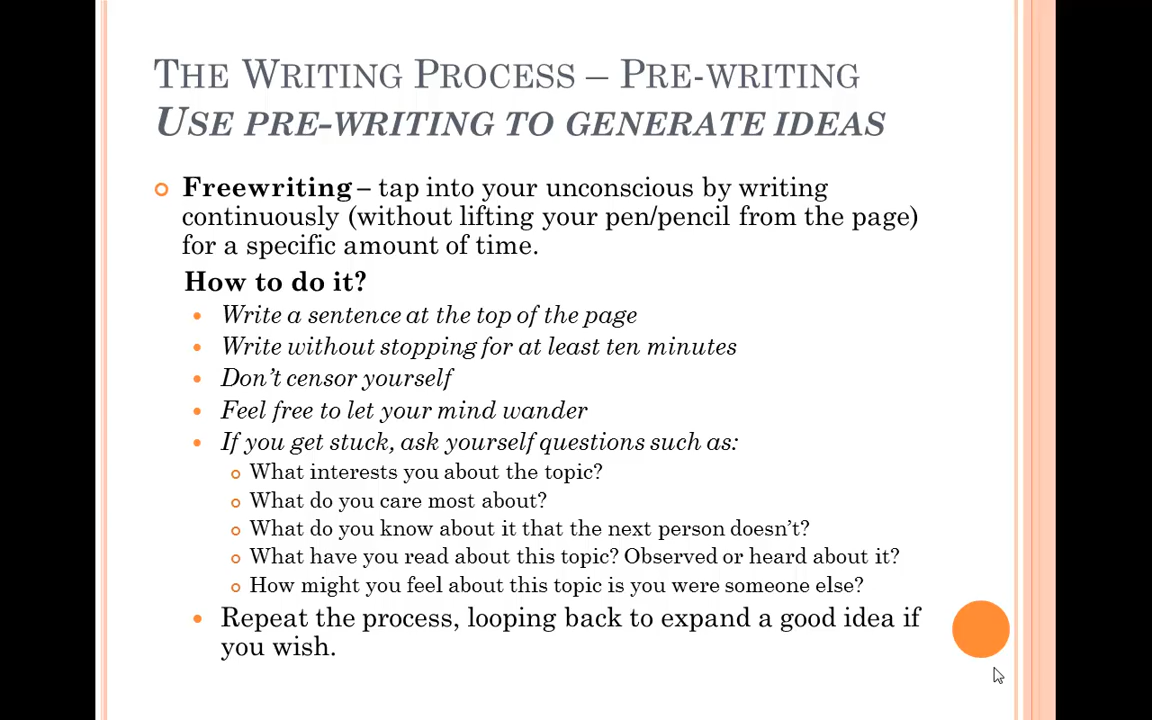 THE WRITING PROCESS – PRE-WRITING
USE PRE-WRITING TO GENERATE IDEAS
Freewriting – tap into your unconscious by writing
continuously (without lifting your pen/pencil from the page)
for a specific amount of time.
How to do it?
Write a sentence at the top of the page
Write without stopping for at least ten minutes
Don't censor yourself
Feel free to let your mind wander
If you get stuck, ask yourself questions such as:
What interests you about the topic?
What do you care most about?
What do you know about it that the next person doesn't?
What have you read about this topic? Observed or heard about it?
How might you feel about this topic is you were someone else?
Repeat the process, looping back to expand a good idea if
you wish.